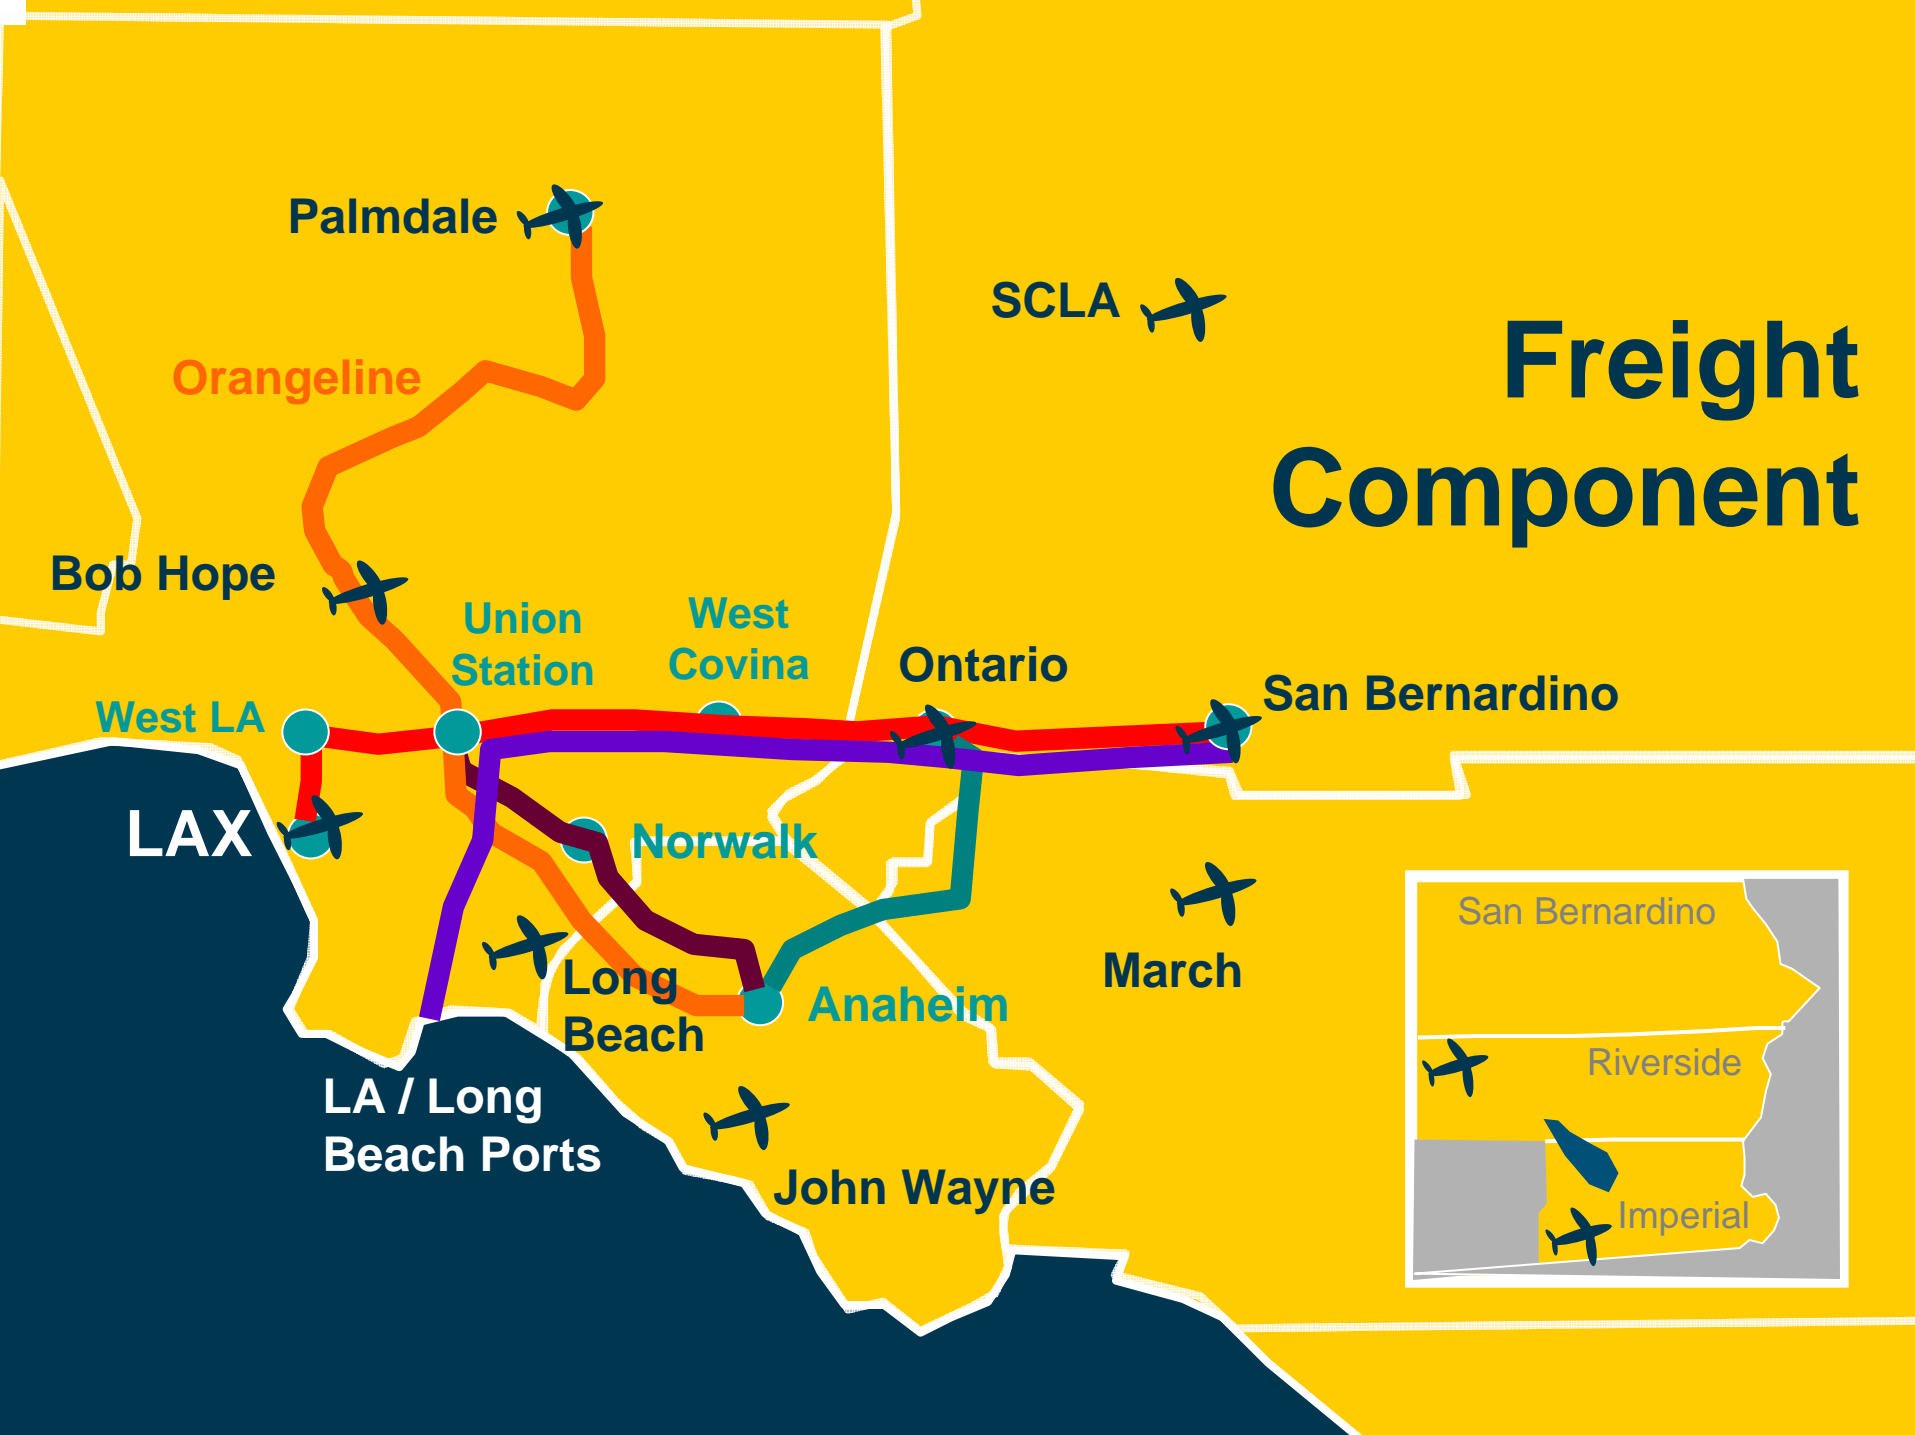 Palmdale
SCLA
Freight
Component
Orangeline
Bob Hope
Union
Station
West
Covina
Ontario
San Bernardino
West LA
LAX
Norwalk
Long
Beach
Anaheim
March
LA / Long
Beach Ports
John Wayne
San Bernardino
Riverside
Imperial